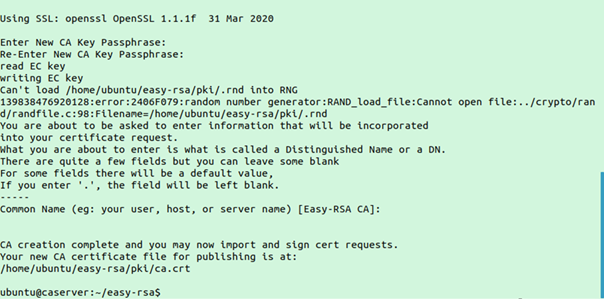 Using SSL: openssl OpenSSL 1.1.1f  31 Mar 2020
Enter New CA Key Passphrase:
Re-Enter New CA Key Passphrase:
read EC key
writing EC key
Can't load /home/ubuntu/easy-rsa/pki/.rnd into RNG
139838476920128:error:2406F079:random number generator:RAND_load_file:Cannot open file:../crypto/ran
d/randfile.c:98:Filename=/home/ubuntu/easy-rsa/pki/.rnd
You are about to be asked to enter information that will be incorporated
into your certificate request.
What you are about to enter is what is called a Distinguished Name or a DN.
There are quite a few fields but you can leave some blank
For some fields there will be a default value,
If you enter '.', the field will be left blank.
-----
Common Name (eg: your user, host, or server name) [Easy-RSA CA]:
CA creation complete and you may now import and sign cert requests.
Your new CA certificate file for publishing is at:
/home/ubuntu/easy-rsa/pki/ca.crt
ubuntu@caserver:~/easy-rsa$